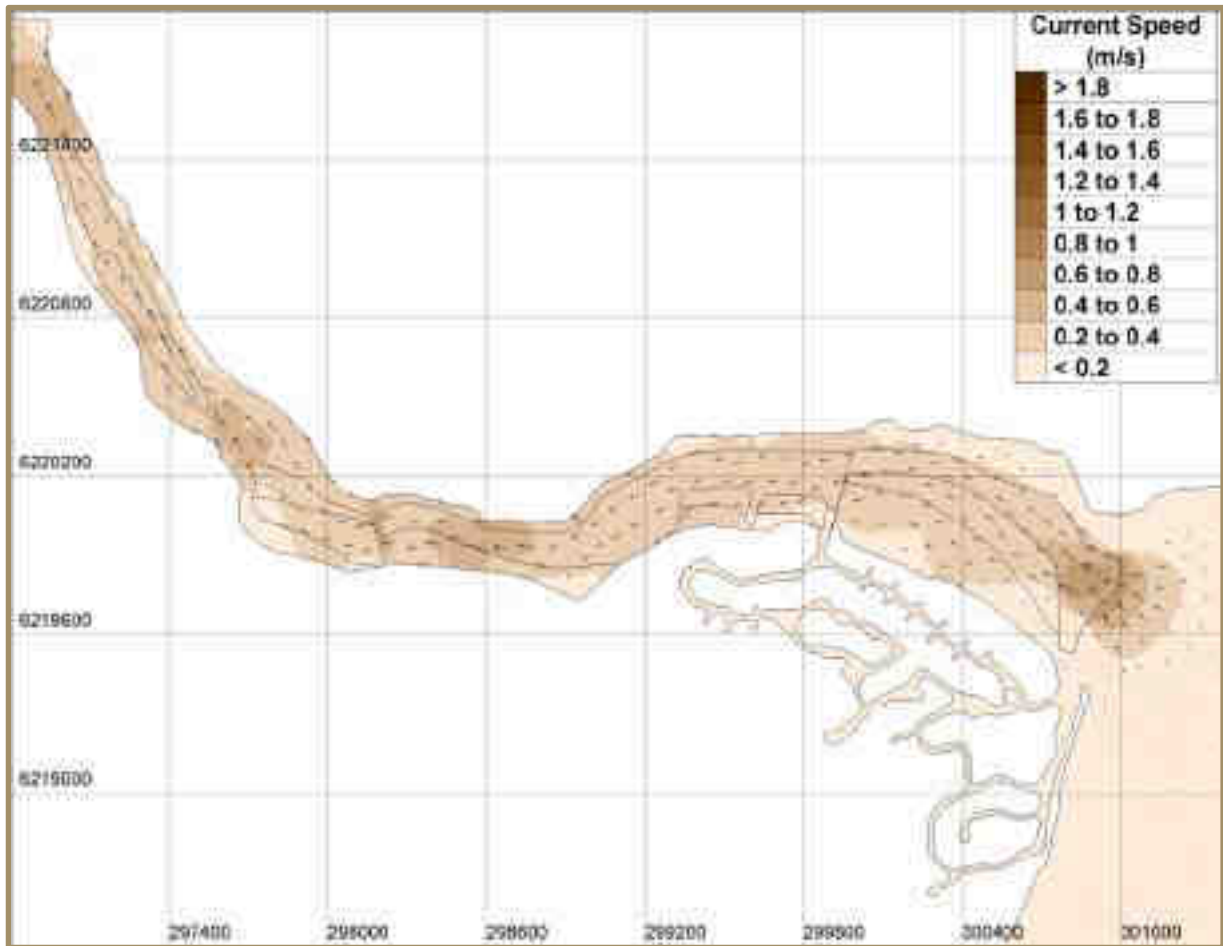 Current Speed
(m/s)
> 1.8
1.6 to 1.8
1.4 to 1.6
1.2 to 1.4
1 to 1.2
0.8 to 1
0.6 to 0.8
0.4 to 0.6
0.2 to 0.4
< 0.2
6221400
6220800
6220200
6219600
6219000
297400 298000 298600 299200 299800 300400 301000